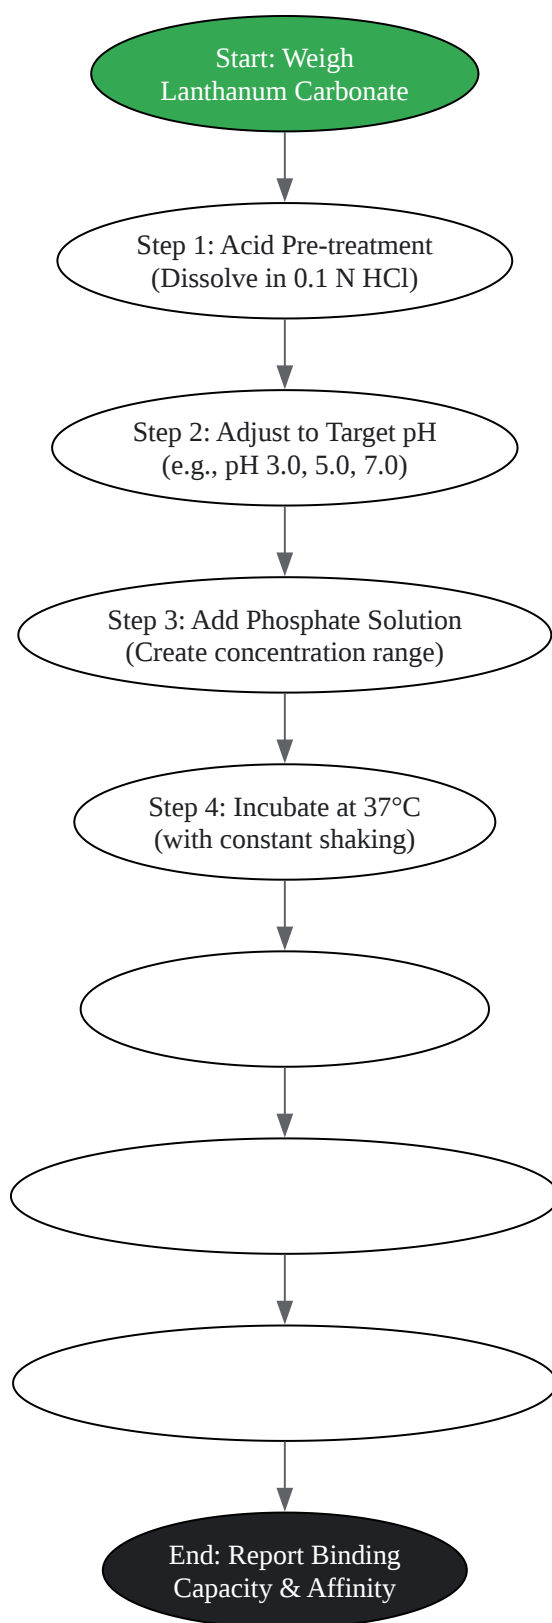 Start: Weigh
Lanthanum Carbonate
Step 1: Acid Pre-treatment
(Dissolve in 0.1 N HCl)
Step 2: Adjust to Target pH
(e.g., pH 3.0, 5.0, 7.0)
Step 3: Add Phosphate Solution
(Create concentration range)
Step 4: Incubate at 37°C
(with constant shaking)
End: Report Binding
Capacity & Affinity